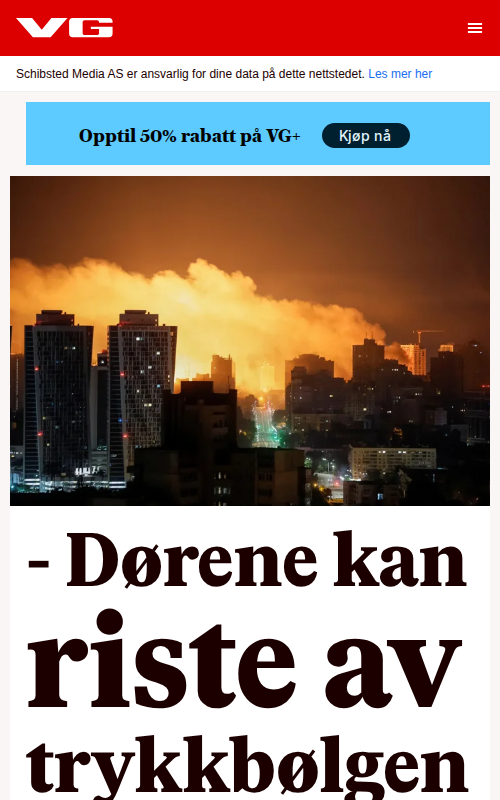 VG
Schibsted Media AS er ansvarlig for dine data på dette nettstedet. Les mer her
Opptil 50% rabatt på VG+ Kjøp nå
- Dørene kan
riste av
trykkbølgen